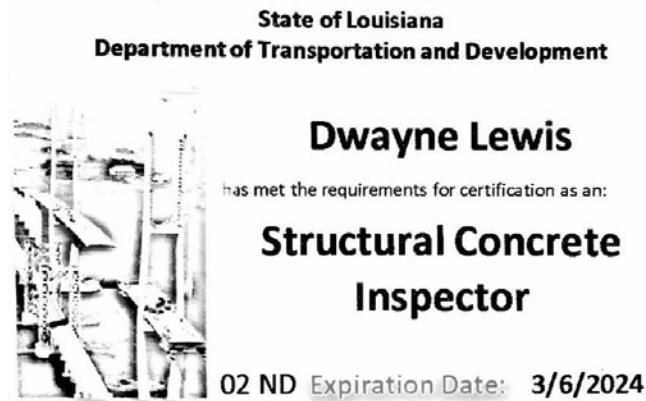 State of Louisiana
Department of Transportation and Development
Dwayne Lewis
has met the requirements for certification as an:
Structural Concrete
Inspector
02 ND Expiration Date: 3/6/2024